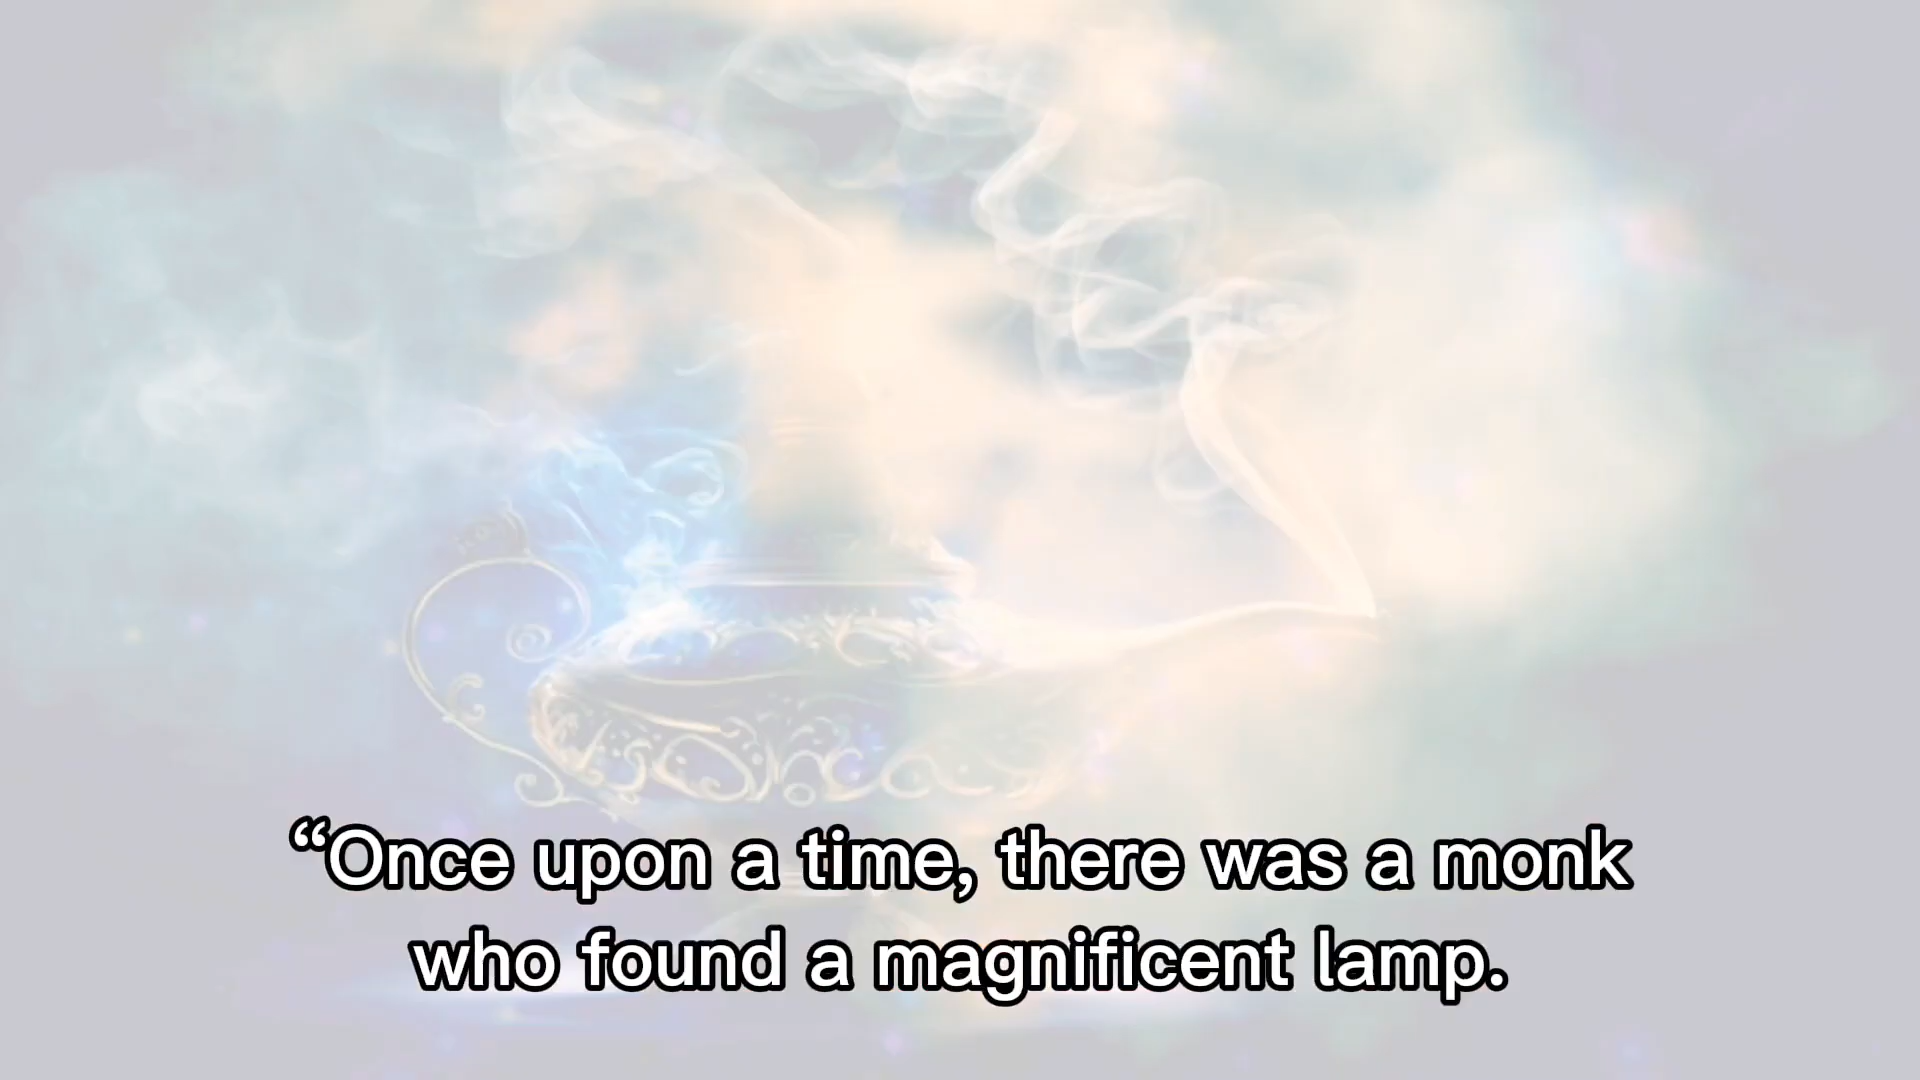 “Once upon a time, there was a monk
who found a magnificent lamp.